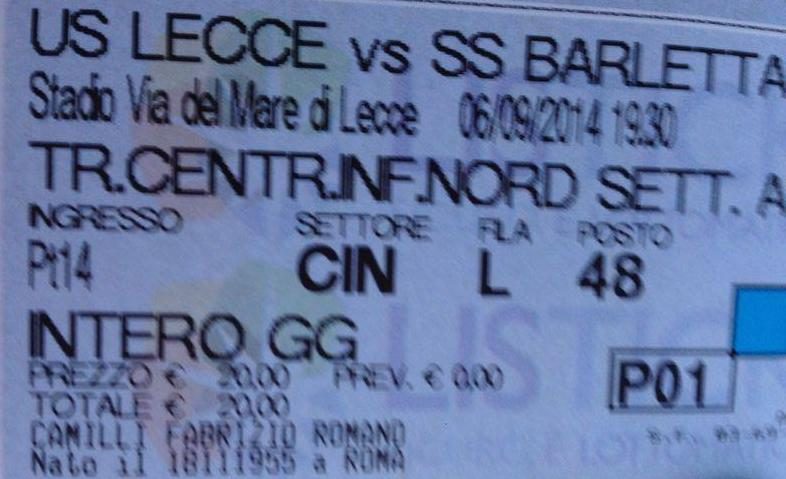 US LECCE vs SS BARLETTA
Stadio Via del Mare di Lecce 06/09/2014 19.30
TR.CENTR.INF.NORD SETT. A
INGRESSO SETTORE FILA POSTO
Pt14 CIN L 48
INTERO GG
PREZZO € 20,00 PREV. € 0,00
TOTALE € 20,00
P01
CAMILLI FABRIZIO ROMANO
Nato il 18111955 a ROMA